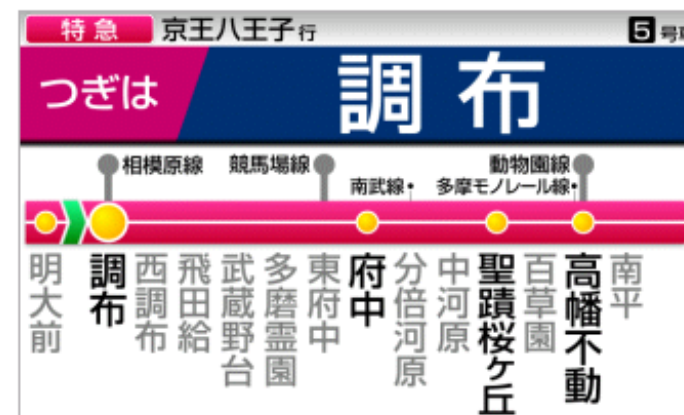 特急 京王八王子行 5号車
つぎは 調布
相模原線 競馬場線 動物園線
南武線 多摩モノレール線
明大前
調布
西調布
飛田給
武蔵野台
多磨霊園
東府中
府中
分倍河原
中河原
聖蹟桜ヶ丘
百草園
高幡不動
南平